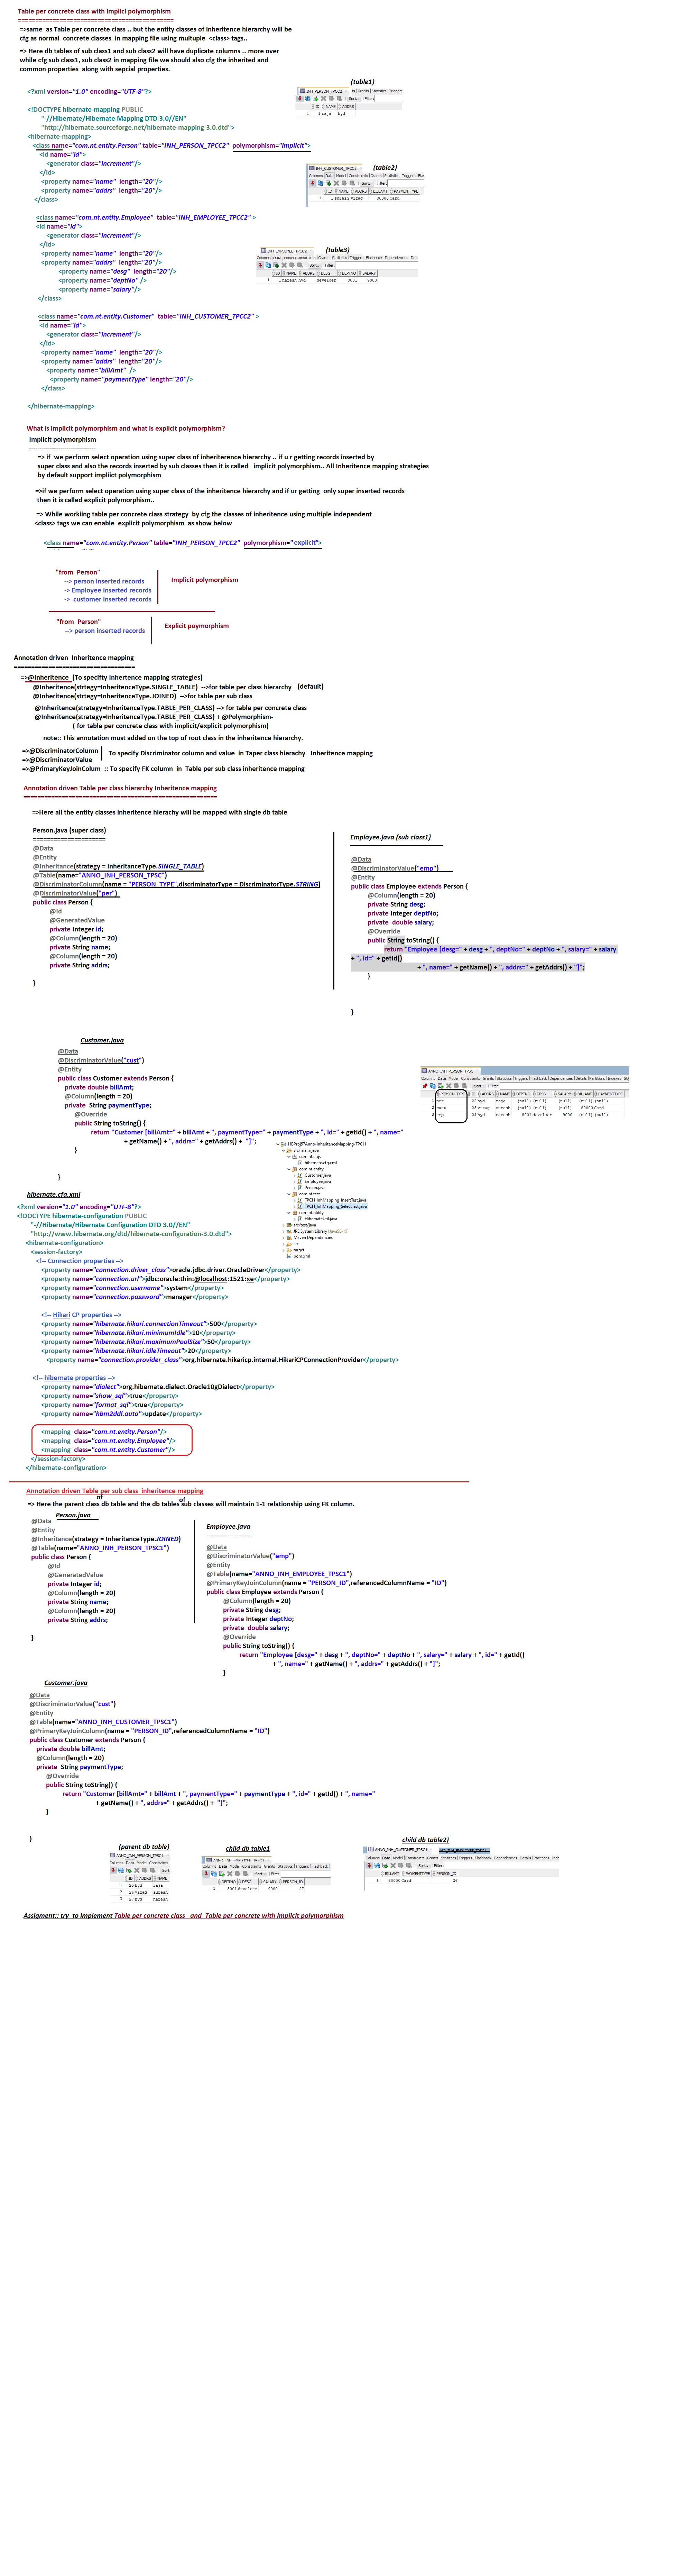 Table per concrete class with implici polymorphism
=============================================
=>same as Table per concrete class .. but the entity classes of inheritence hierarchy will be
cfg as normal concrete classes in mapping file using multuple <class> tags..
=> Here db tables of sub class1 and sub class2 will have duplicate columns .. more over
while cfg sub class1, sub class2 in mapping file we should also cfg the inherited and
common properties along with sepcial properties.
(table1)
INH_PERSON_TPCC2
ID NAME ADDRS
1 1 raja hyd
<?xml version="1.0" encoding="UTF-8"?>
<!DOCTYPE hibernate-mapping PUBLIC
"-//Hibernate/Hibernate Mapping DTD 3.0//EN"
"http://hibernate.sourceforge.net/hibernate-mapping-3.0.dtd">
<hibernate-mapping>
<class name="com.nt.entity.Person" table="INH_PERSON_TPCC2" polymorphism="implicit">
<id name="id">
<generator class="increment"/>
</id>
<property name="name" length="20"/>
<property name="addrs" length="20"/>
</class>
(table2)
INH_CUSTOMER_TPCC2
ID NAME ADDRS BILLAMT PAYMENTTYPE
1 1 suresh vizag 80000 Card
<class name="com.nt.entity.Employee" table="INH_EMPLOYEE_TPCC2" >
<id name="id">
<generator class="increment"/>
</id>
<property name="name" length="20"/>
<property name="addrs" length="20"/>
<property name="desg" length="20"/>
<property name="deptNo" />
<property name="salary"/>
</class>
(table3)
INH_EMPLOYEE_TPCC2
ID NAME ADDRS DESG DEPTNO SALARY
<class name="com.nt.entity.Customer" table="INH_CUSTOMER_TPCC2" >
<id name="id">
<generator class="increment"/>
</id>
<property name="name" length="20"/>
<property name="addrs" length="20"/>
<property name="billAmt" />
<property name="paymentType" length="20"/>
</class>
</hibernate-mapping>
What is implicit polymorphism and what is explicit polymorphism?
Implicit polymorphism
------------------------------
=> if we perform select operation using super class of inheriterence hierarchy .. if u r getting records inserted by
super class and also the records inserted by sub classes then it is called implicit polymorphism.. All Inheritence mapping strategies
by default support impliict polymorphism
=>if we perform select operation using super class of the inheritence hierarchy and if ur getting only super inserted records
then it is called explicit polymorphism..
=> While working table per concrete class strategy by cfg the classes of inheritence using multiple independent
<class> tags we can enable explicit polymorphism as show below
<class name="com.nt.entity.Person" table="INH_PERSON_TPCC2" polymorphism="explicit">
"from Person"
--> person inserted records
-> Employee inserted records
-> customer inserted records
Implicit polymorphism
"from Person"
--> person inserted records
Explicit poymorphism
Annotation driven Inheritence mapping
===================================
=>@Inheritence (To specifty Inhertence mapping strategies)
@Inheritence(strtegy=InheritenceType.SINGLE_TABLE) -->for table per class hierarchy (default)
@Inheritence(strtegy=InheritenceType.JOINED) -->for table per sub class
@Inheritence(strategy=InheritenceType.TABLE_PER_CLASS) --> for table per concrete class
@Inheritence(strategy=InheritenceType.TABLE_PER_CLASS) + @Polymorphism-
( for table per concrete class with implicit/explicit polymorphism)
note:: This annotation must added on the top of root class in the inheritence hierarchy.
=>@DiscriminatorColumn
=>@DiscriminatorValue
To specify Discriminator column and value in Taper class hierachy Inheritence mapping
=>@PrimaryKeyJoinColum :: To specify FK column in Table per sub class inheritence mapping
Annotation driven Table per class hierarchy Inheritence mapping
========================================================
=>Here all the entity classes inheritence hierachy will be mapped with single db table
Person.java (super class)
=====================
@Data
@Entity
@Inheritance(strategy = InheritanceType.SINGLE_TABLE)
@Table(name="ANNO_INH_PERSON_TPSC")
@DiscriminatorColumn(name = "PERSON_TYPE",discriminatorType = DiscriminatorType.STRING)
@DiscriminatorValue("per")
public class Person {
@Id
@GeneratedValue
private Integer id;
@Column(length = 20)
private String name;
@Column(length = 20)
private String addrs;
}
Employee.java (sub class1)
@Data
@DiscriminatorValue("emp")
@Entity
public class Employee extends Person {
@Column(length = 20)
private String desg;
private Integer deptNo;
private double salary;
@Override
public String toString() {
return "Employee [desg=" + desg + ", deptNo=" + deptNo + ", salary=" + salary
+ ", id=" + getId()
+ ", name=" + getName() + ", addrs=" + getAddrs() + "]";
}
}
Customer.java
@Data
@DiscriminatorValue("cust")
@Entity
public class Customer extends Person {
private double billAmt;
@Column(length = 20)
private String paymentType;
@Override
public String toString() {
return "Customer [billAmt=" + billAmt + ", paymentType=" + paymentType + ", id=" + getId() + ", name="
+ getName() + ", addrs=" + getAddrs() + "]";
}
}
ANNO_INH_PERSON_TPSC
PERSON_TYPE ID ADDRS NAME DEPTNO DESG SALARY BILLAMT PAYMENTTYPE
1 per 22 hyd raja (null) (null) (null) (null) (null)
2 cust 23 vizag suresh (null) (null) (null) 80000 Card
HBProj57Anno-InheritanceMapping-TPCH
src/main/java
com.nt.cfgs
hibernate.cfg.xml
com.nt.entity
Customer.java
Employee.java
Person.java
com.nt.test
TPCH_InhMapping_InsertTest.java
TPCH_InhMapping_SelectTest.java
com.nt.utility
HibernateUtil.java
src/test/java
JRE System Library [JavaSE-15]
Maven Dependencies
src
target
pom.xml
hibernate.cfg.xml
<?xml version="1.0" encoding="UTF-8"?>
<!DOCTYPE hibernate-configuration PUBLIC
"-//Hibernate/Hibernate Configuration DTD 3.0//EN"
"http://www.hibernate.org/dtd/hibernate-configuration-3.0.dtd">
<hibernate-configuration>
<session-factory>
<!-- Connection properties -->
<property name="connection.driver_class">oracle.jdbc.driver.OracleDriver</property>
<property name="connection.url">jdbc:oracle:thin:@localhost:1521:xe</property>
<property name="connection.username">system</property>
<property name="connection.password">manager</property>
<!-- Hikari CP properties -->
<property name="hibernate.hikari.connectionTimeout">500</property>
<property name="hibernate.hikari.minimumIdle">10</property>
<property name="hibernate.hikari.maximumPoolSize">50</property>
<property name="hibernate.hikari.idleTimeout">20</property>
<property name="connection.provider_class">org.hibernate.hikaricp.internal.HikariCPConnectionProvider</property>
<!-- hibernate properties -->
<property name="dialect">org.hibernate.dialect.Oracle10gDialect</property>
<property name="show_sql">true</property>
<property name="format_sql">true</property>
<property name="hbm2ddl.auto">update</property>
<mapping class="com.nt.entity.Person"/>
<mapping class="com.nt.entity.Employee"/>
<mapping class="com.nt.entity.Customer"/>
</session-factory>
</hibernate-configuration>
Annotation driven Table per sub class inheritence mapping
of of
=> Here the parent class db table and the db tables sub classes will maintain 1-1 relationship using FK column.
Person.java
@Data
@Entity
@Inheritance(strategy = InheritanceType.JOINED)
@Table(name="ANNO_INH_PERSON_TPSC1")
public class Person {
@Id
@GeneratedValue
private Integer id;
@Column(length = 20)
private String name;
@Column(length = 20)
private String addrs;
}
Employee.java
--------------------
@Data
@DiscriminatorValue("emp")
@Entity
@Table(name="ANNO_INH_EMPLOYEE_TPSC1")
@PrimaryKeyJoinColumn(name = "PERSON_ID",referencedColumnName = "ID")
public class Employee extends Person {
@Column(length = 20)
private String desg;
private Integer deptNo;
private double salary;
@Override
public String toString() {
return "Employee [desg=" + desg + ", deptNo=" + deptNo + ", salary=" + salary + ", id=" + getId()
+ ", name=" + getName() + ", addrs=" + getAddrs() + "]";
}
Customer.java
@Data
@DiscriminatorValue("cust")
@Entity
@Table(name="ANNO_INH_CUSTOMER_TPSC1")
@PrimaryKeyJoinColumn(name = "PERSON_ID",referencedColumnName = "ID")
public class Customer extends Person {
private double billAmt;
@Column(length = 20)
private String paymentType;
@Override
public String toString() {
return "Customer [billAmt=" + billAmt + ", paymentType=" + paymentType + ", id=" + getId() + ", name="
+ getName() + ", addrs=" + getAddrs() + "]";
}
}
(parent db table)
ANNO_INH_PERSON_TPSC1
ID ADDRS NAME
1 25 hyd raja
2 26 vizag suresh
3 27 hyd naresh
child db table1
DEPTNO DESG SALARY PERSON_ID
child db table2)
ANNO_INH_CUSTOMER_TPSC1
BILLAMT PAYMENTTYPE PERSON_ID
1 80000 Card 26
Assigment:: try to implement Table per concrete class and Table per concrete with implicit polymorphism